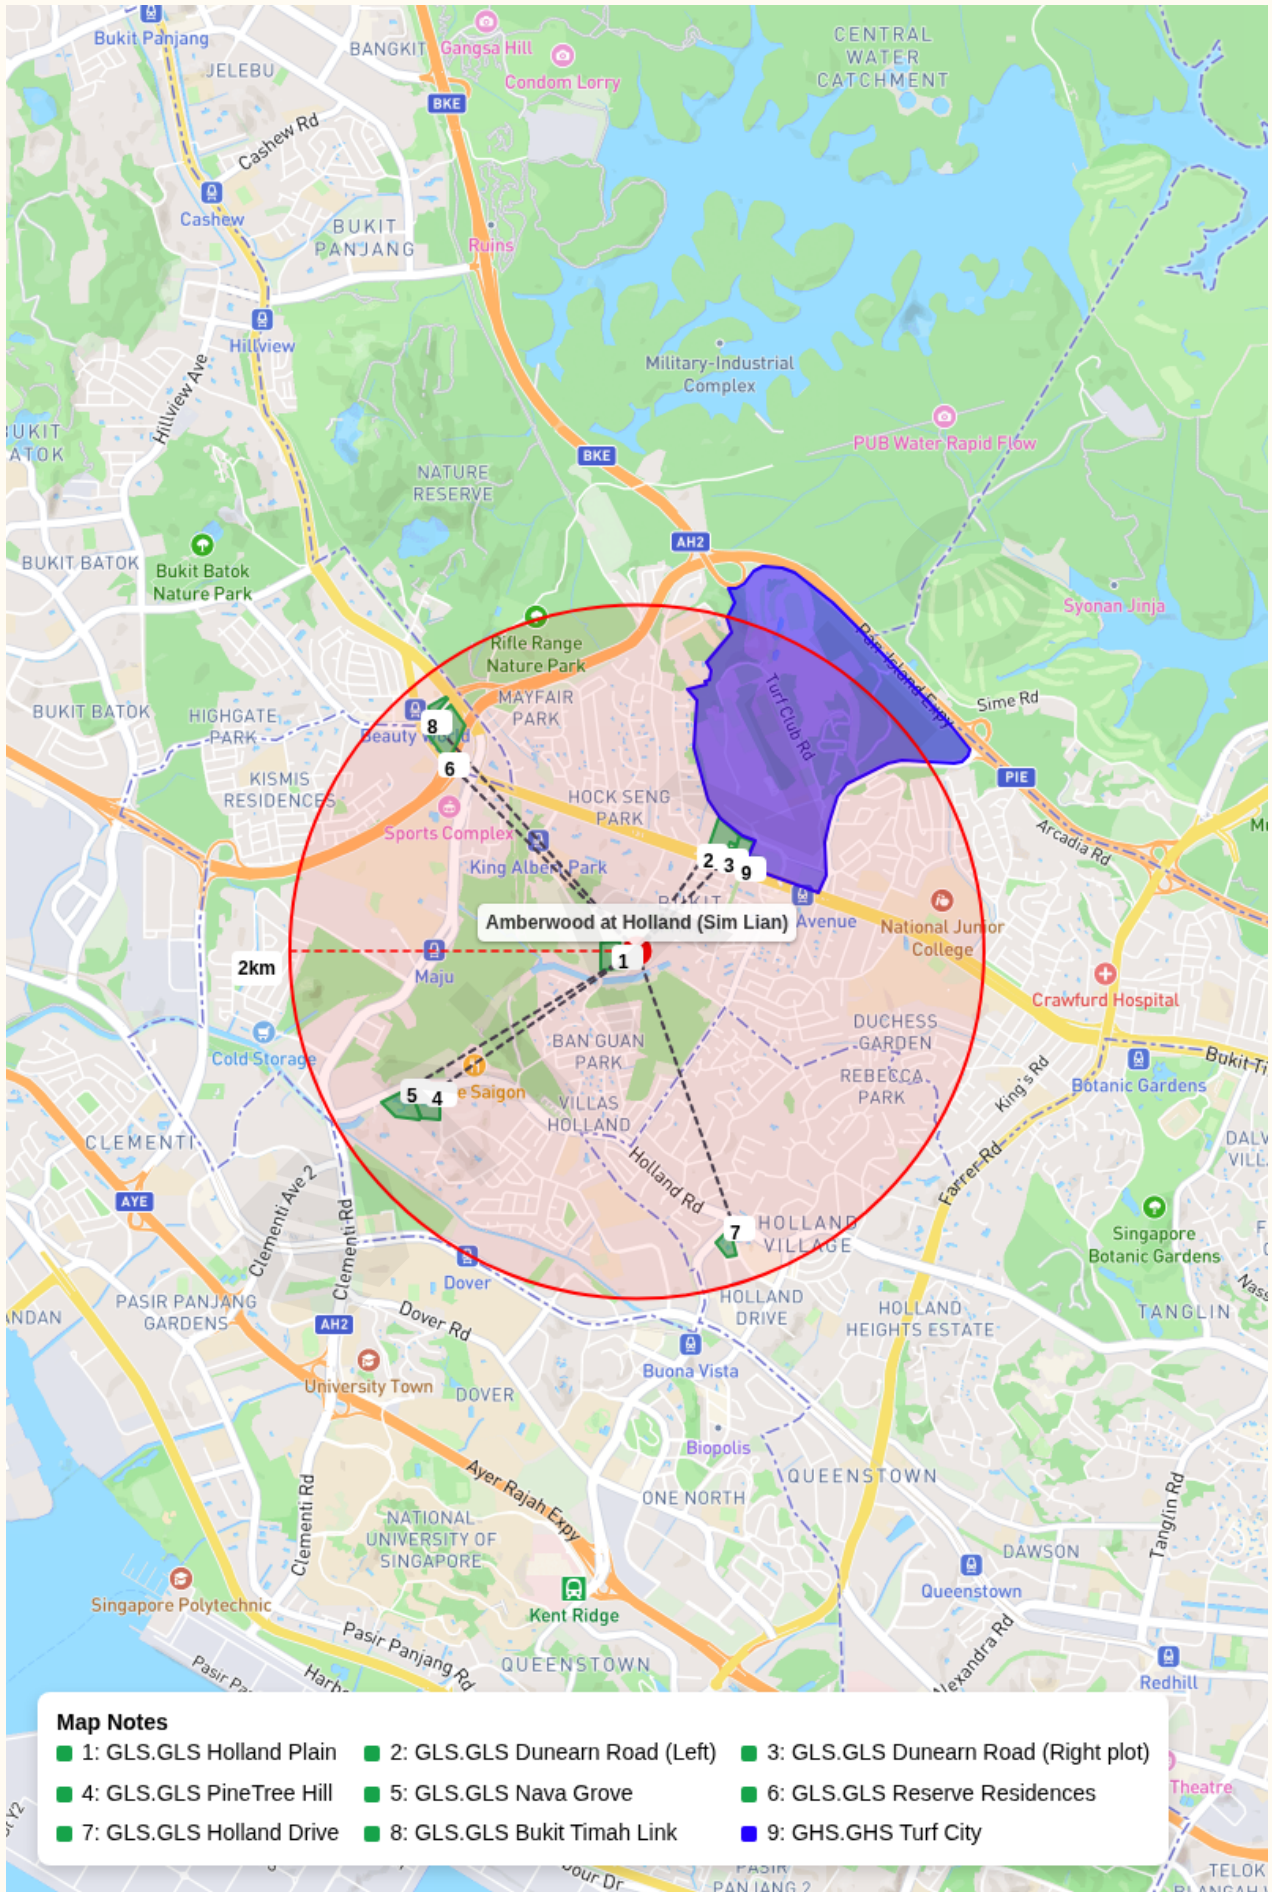 Bukit Panjang
JELEBU
BANGKIT
Gangsa Hill
Condom Lorry
CENTRAL
WATER
CATCHMENT
BKE
Cashew Rd
Cashew
BUKIT
PANJANG
Ruins
Hillview
Hillview Ave
Military-Industrial
Complex
PUB Water Rapid Flow
BUKIT
ATOK
BKE
NATURE
RESERVE
AH2
BUKIT BATOK
Bukit Batok
Nature Park
Syonan Jinja
Rifle Range
Nature Park
Pan-Island Expy
Sime Rd
Turf Club Rd
MAYFAIR
PARK
BUKIT BATOK
HIGHGATE
PARK
8
Beauty World
6
KISMIS
RESIDENCES
HOCK SENG
PARK
PIE
Sports Complex
King Albert Park
Arcadia Rd
2
3
9
BUKIT
Avenue
National Junior
College
Amberwood at Holland (Sim Lian)
1
2km
Maju
Crawfurd Hospital
DUCHESS
GARDEN
Cold Storage
BAN GUAN
PARK
REBECCA
PARK
King's Rd
Botanic Gardens
5
4
e Saigon
VILLAS
HOLLAND
CLEMENTI
Holland Rd
Farrer Rd
AYE
Clementi Ave 2
Clementi Rd
7
HOLLAND
VILLAGE
Singapore
Botanic Gardens
Dover
PASIR PANJANG
GARDENS
ANDAN
HOLLAND
DRIVE
HOLLAND
HEIGHTS ESTATE
TANGLIN
AH2
Dover Rd
Buona Vista
University Town
DOVER
Biopolis
QUEENSTOWN
Ayer Rajah Expy
ONE NORTH
Clementi Rd
NATIONAL
UNIVERSITY OF
SINGAPORE
Tanglin Rd
DAWSON
Queenstown
Singapore Polytechnic
Kent Ridge
Pasir Panjang Rd
QUEENSTOWN
Alexandra Rd
Redhill
Map Notes
1: GLS.GLS Holland Plain
2: GLS.GLS Dunearn Road (Left)
3: GLS.GLS Dunearn Road (Right plot)
4: GLS.GLS PineTree Hill
5: GLS.GLS Nava Grove
6: GLS.GLS Reserve Residences
7: GLS.GLS Holland Drive
8: GLS.GLS Bukit Timah Link
9: GHS.GHS Turf City
Theatre
PASIR
PANJANG 2
TELOK